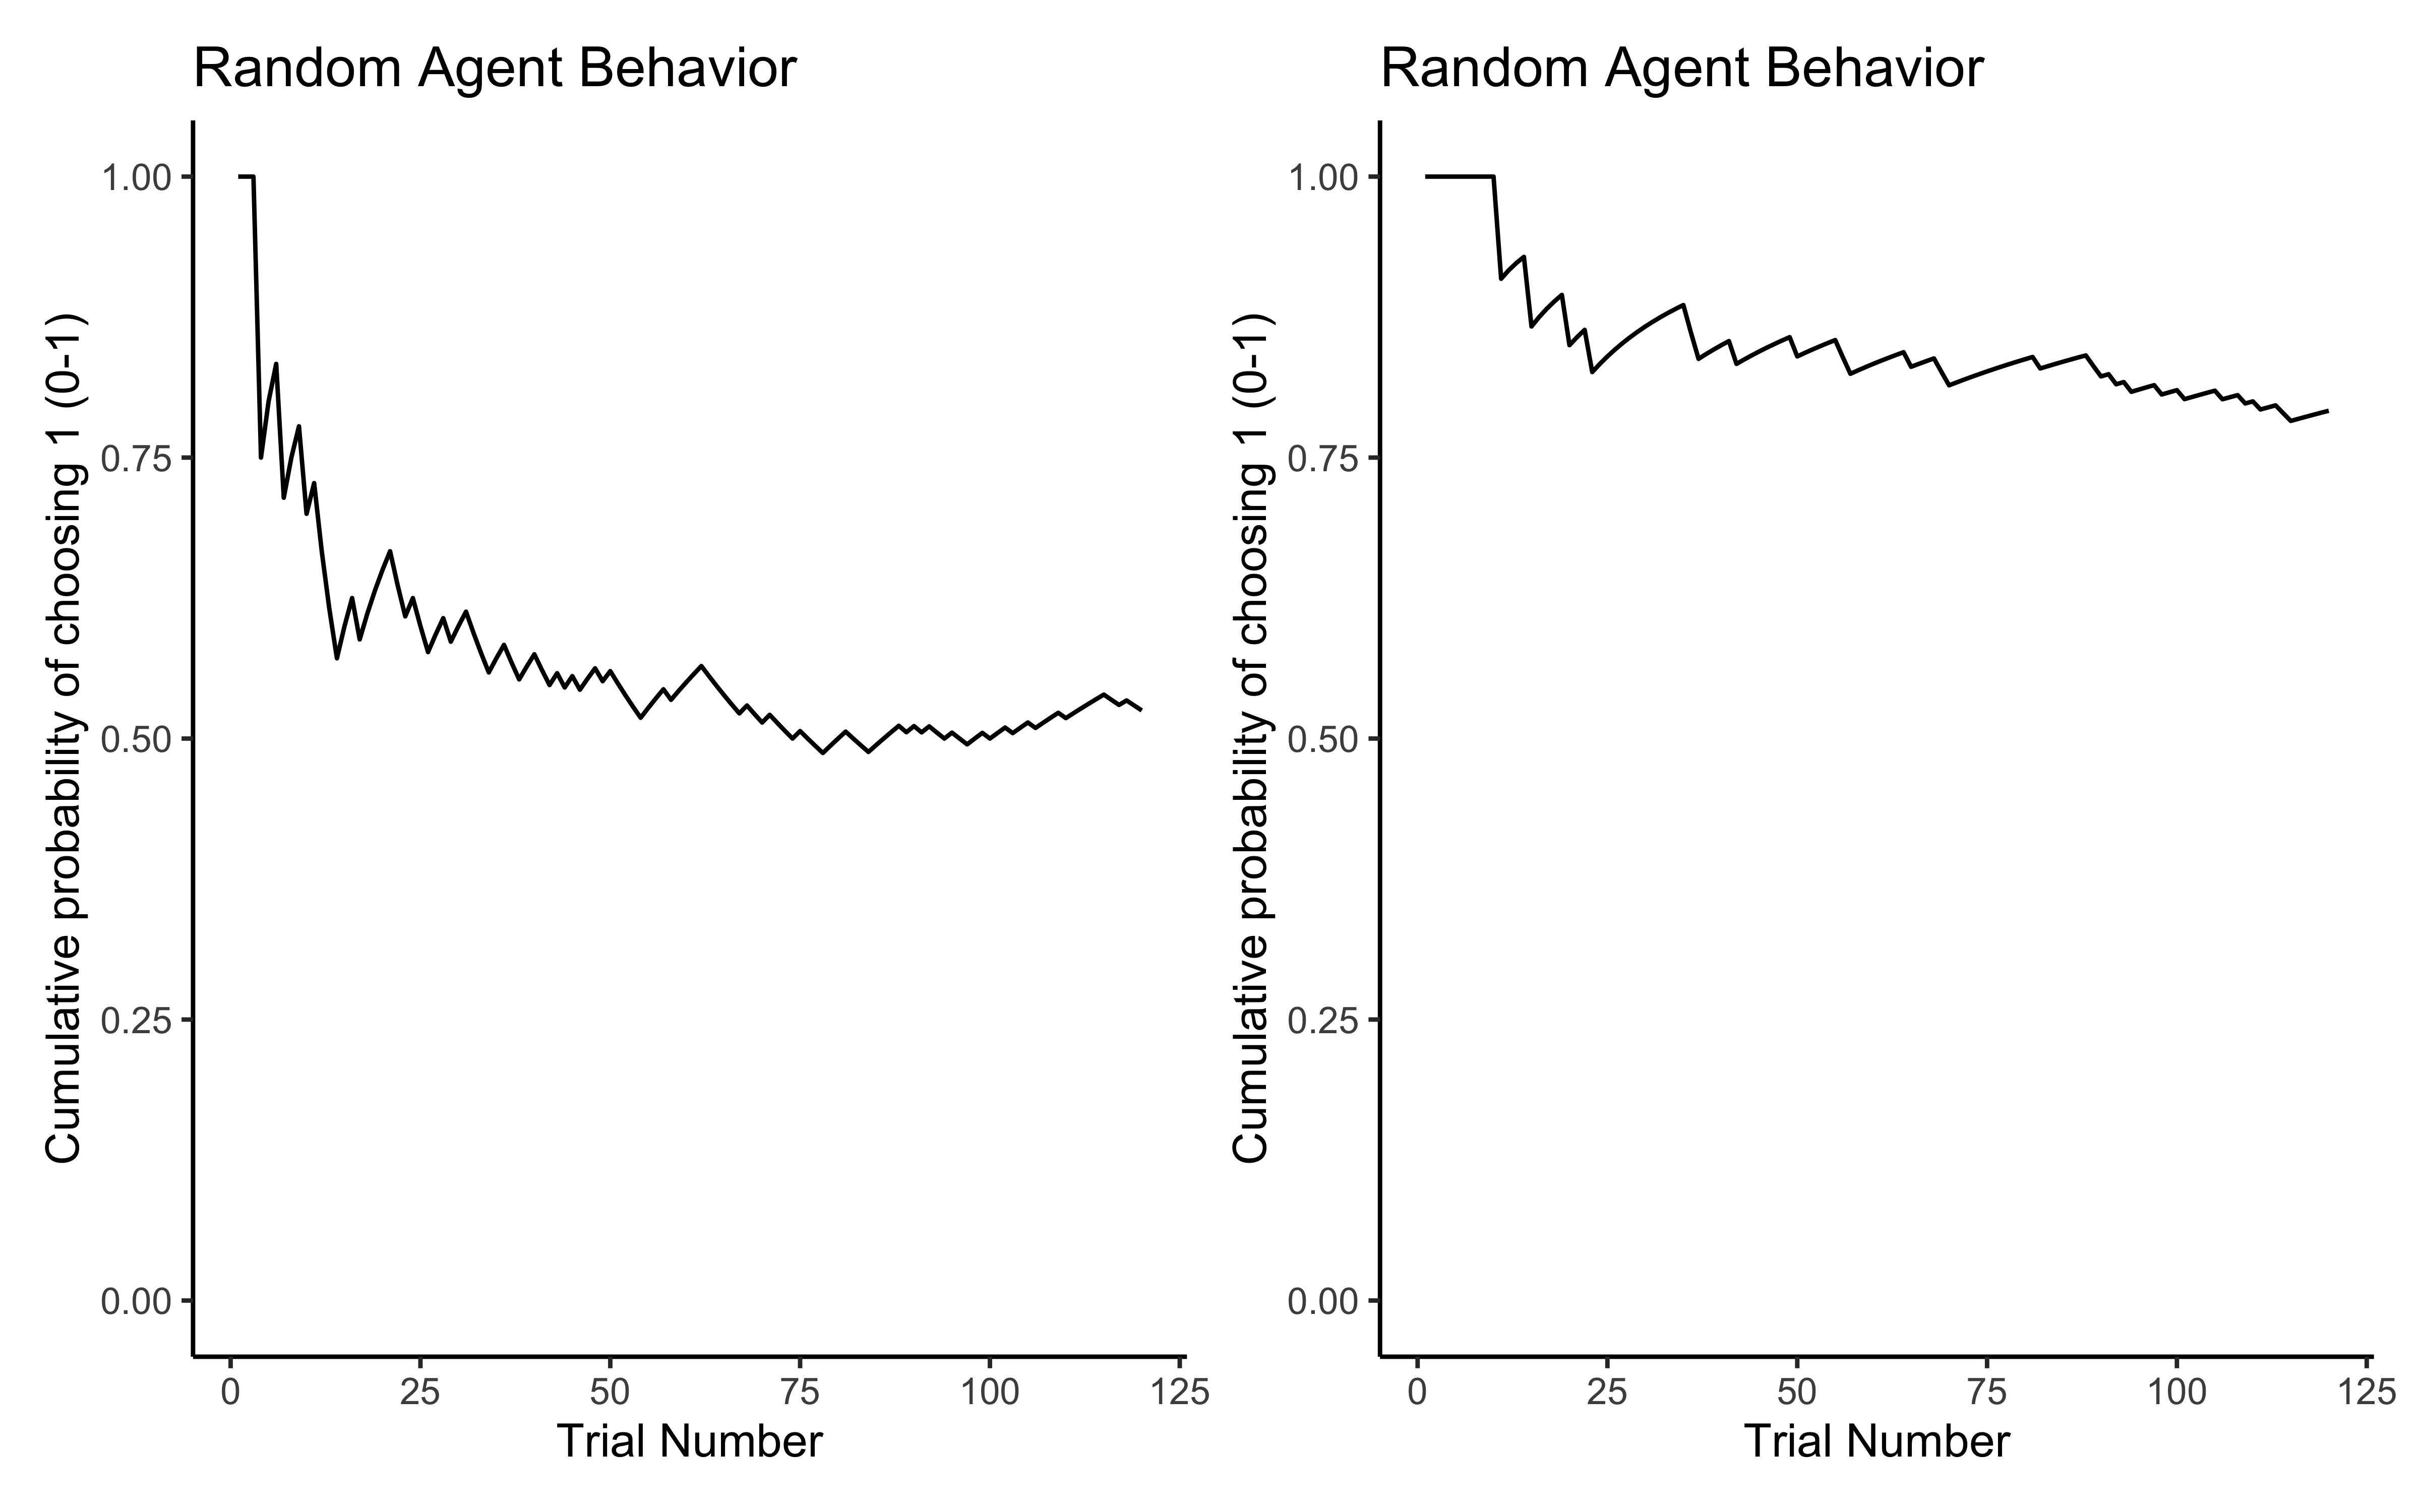 Random Agent Behavior
Cumulative probability of choosing 1 (0-1)
1.00
0.75
0.50
0.25
0.00
0 25 50 75 100 125
Trial Number
Random Agent Behavior
Cumulative probability of choosing 1 (0-1)
1.00
0.75
0.50
0.25
0.00
0 25 50 75 100 125
Trial Number